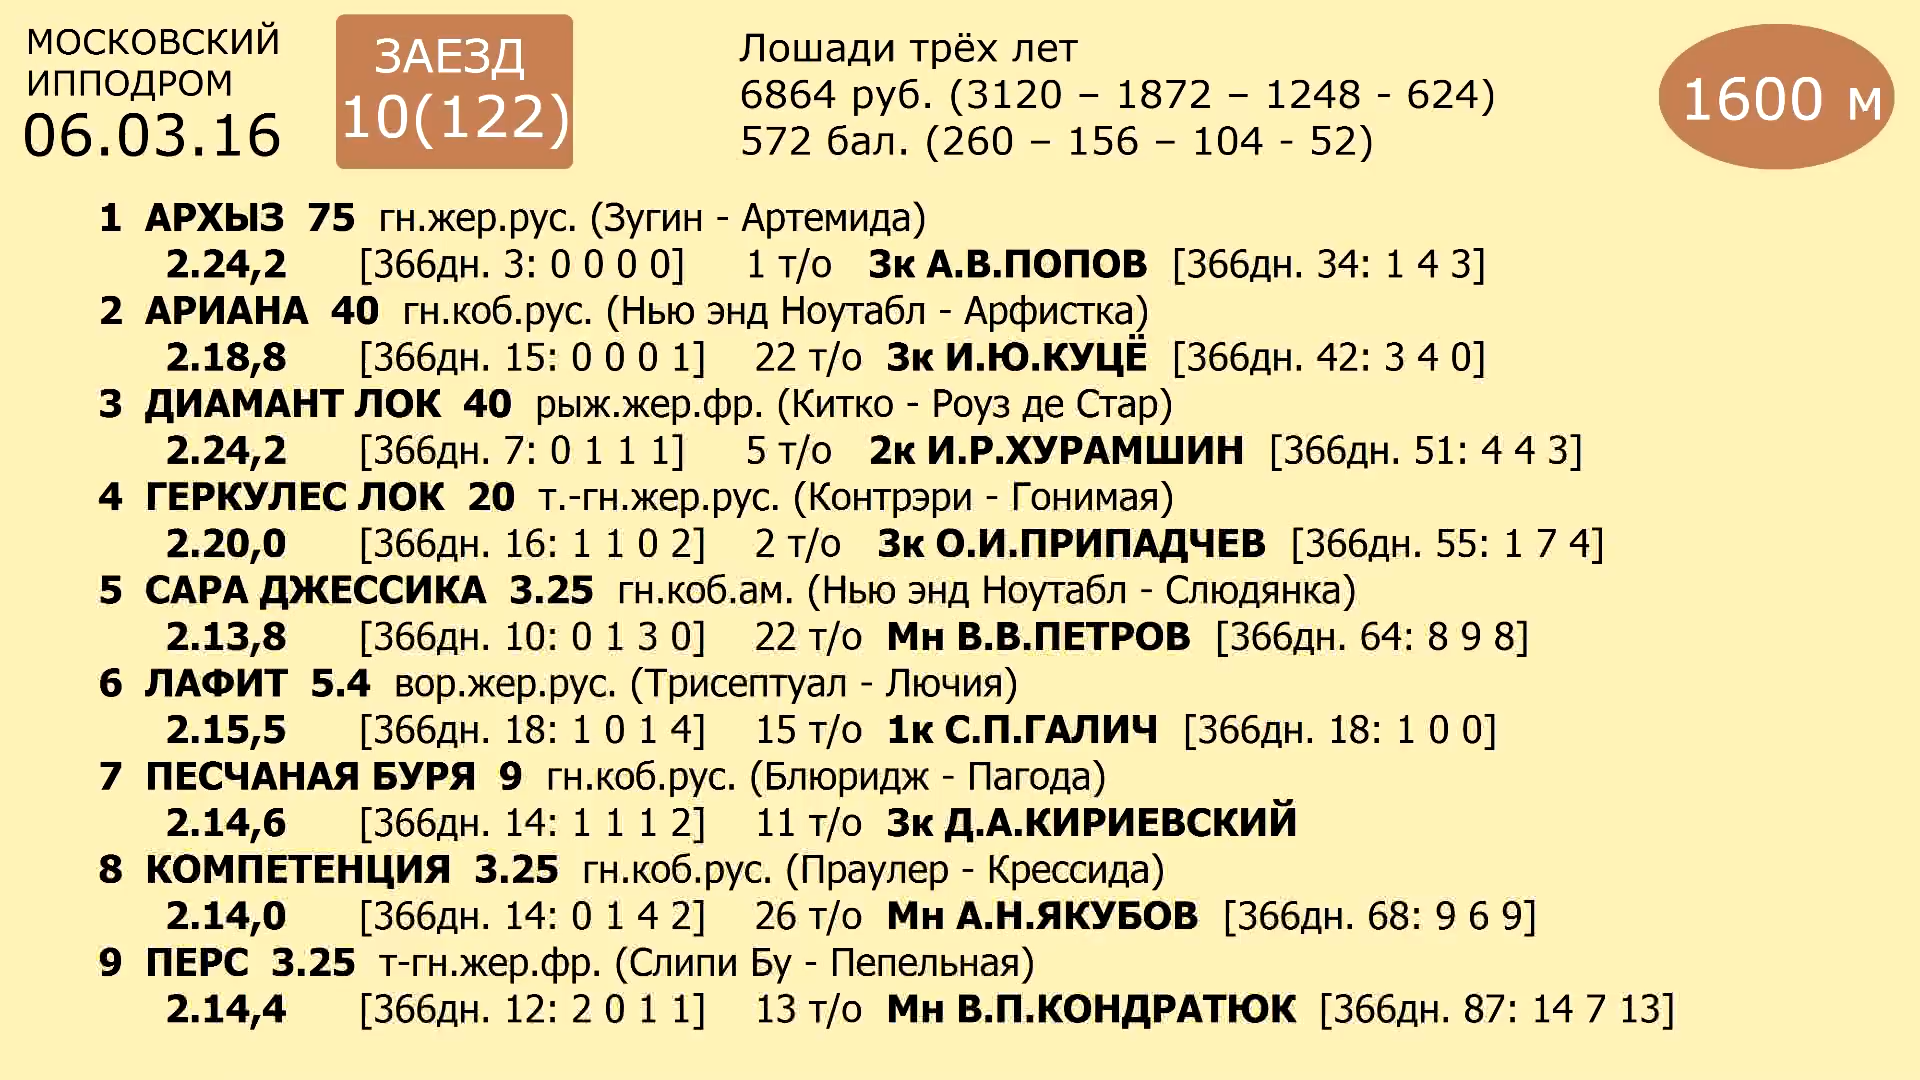 МОСКОВСКИЙ
ИППОДРОМ
06.03.16
ЗАЕЗД
10(122)
Лошади трёх лет
6864 руб. (3120 – 1872 – 1248 - 624)
572 бал. (260 – 156 – 104 - 52)
1600 м
1 АРХЫЗ 75 гн.жер.рус. (Зугин - Артемида)
2.24,2 [366дн. 3: 0 0 0 0] 1 т/о 3к А.В.ПОПОВ [366дн. 34: 1 4 3]
2 АРИАНА 40 гн.коб.рус. (Нью энд Ноутабл - Арфистка)
2.18,8 [366дн. 15: 0 0 0 1] 22 т/о 3к И.Ю.КУЦЁ [366дн. 42: 3 4 0]
3 ДИАМАНТ ЛОК 40 рыж.жер.фр. (Китко - Роуз де Стар)
2.24,2 [366дн. 7: 0 1 1 1] 5 т/о 2к И.Р.ХУРАМШИН [366дн. 51: 4 4 3]
4 ГЕРКУЛЕС ЛОК 20 т.-гн.жер.рус. (Контрэри - Гонимая)
2.20,0 [366дн. 16: 1 1 0 2] 2 т/о 3к О.И.ПРИПАДЧЕВ [366дн. 55: 1 7 4]
5 САРА ДЖЕССИКА 3.25 гн.коб.ам. (Нью энд Ноутабл - Слюдянка)
2.13,8 [366дн. 10: 0 1 3 0] 22 т/о Мн В.В.ПЕТРОВ [366дн. 64: 8 9 8]
6 ЛАФИТ 5.4 вор.жер.рус. (Трисептуал - Лючия)
2.15,5 [366дн. 18: 1 0 1 4] 15 т/о 1к С.П.ГАЛИЧ [366дн. 18: 1 0 0]
7 ПЕСЧАНАЯ БУРЯ 9 гн.коб.рус. (Блюридж - Пагода)
2.14,6 [366дн. 14: 1 1 1 2] 11 т/о 3к Д.А.КИРИЕВСКИЙ
8 КОМПЕТЕНЦИЯ 3.25 гн.коб.рус. (Праулер - Крессида)
2.14,0 [366дн. 14: 0 1 4 2] 26 т/о Мн А.Н.ЯКУБОВ [366дн. 68: 9 6 9]
9 ПЕРС 3.25 т-гн.жер.фр. (Слипи Бу - Пепельная)
2.14,4 [366дн. 12: 2 0 1 1] 13 т/о Мн В.П.КОНДРАТЮК [366дн. 87: 14 7 13]